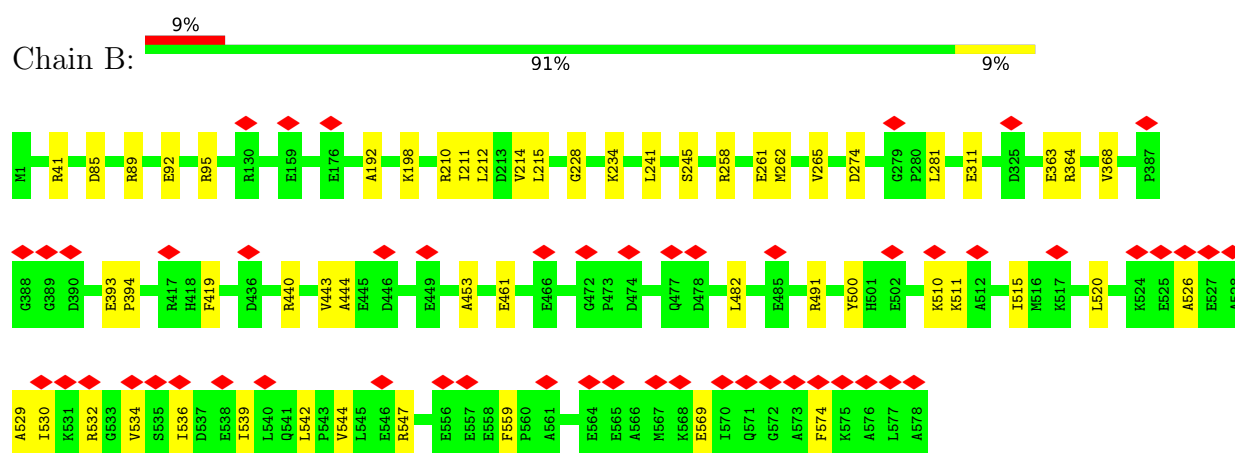 9%
Chain B:
91% 9%
M1 R41 D85 R89 E92 R95 R130 E159 E176 A192 K198 R210 I211 L212 D213 V214 L215 G228 K234 L241 S245 R258 E261 M262 V265 D274 G279 P280 L281 E311 D325 E363 R364 V368 P387
G388 G389 D390 E393 P394 R417 H418 F419 D436 R440 V443 A444 E445 D446 E449 A453 E461 E466 G472 P473 D474 Q477 D478 L482 E485 R491 Y500 H501 E502 K510 K511 A512 I515 M516 K517 L520 K524 E525 A526 E527
A529 I530 K531 R532 G533 V534 S535 I536 D537 E538 I539 L540 Q541 L542 P543 V544 L545 E546 R547 E556 E557 E558 F559 P560 A561 E564 E565 A566 M567 K568 E569 I570 Q571 G572 A573 F574 K575 A576 L577 A578